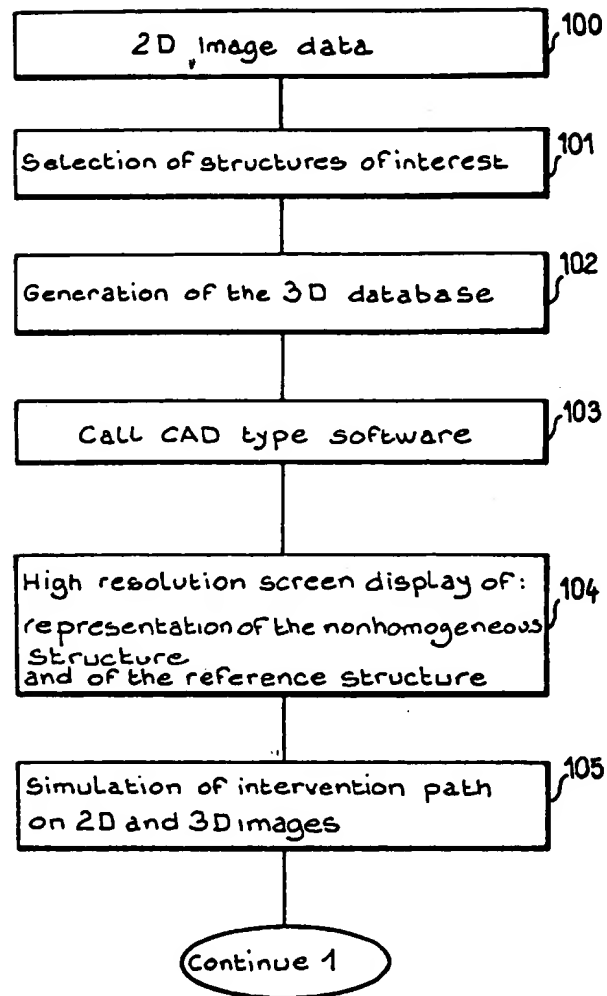 100
2D Image data
101
Selection of structures of interest
102
Generation of the 3D database
103
Call CAD type software
104
High resolution screen display of:
representation of the nonhomogeneous
structure
and of the reference structure
105
Simulation of intervention path
on 2D and 3D images
Continue 1